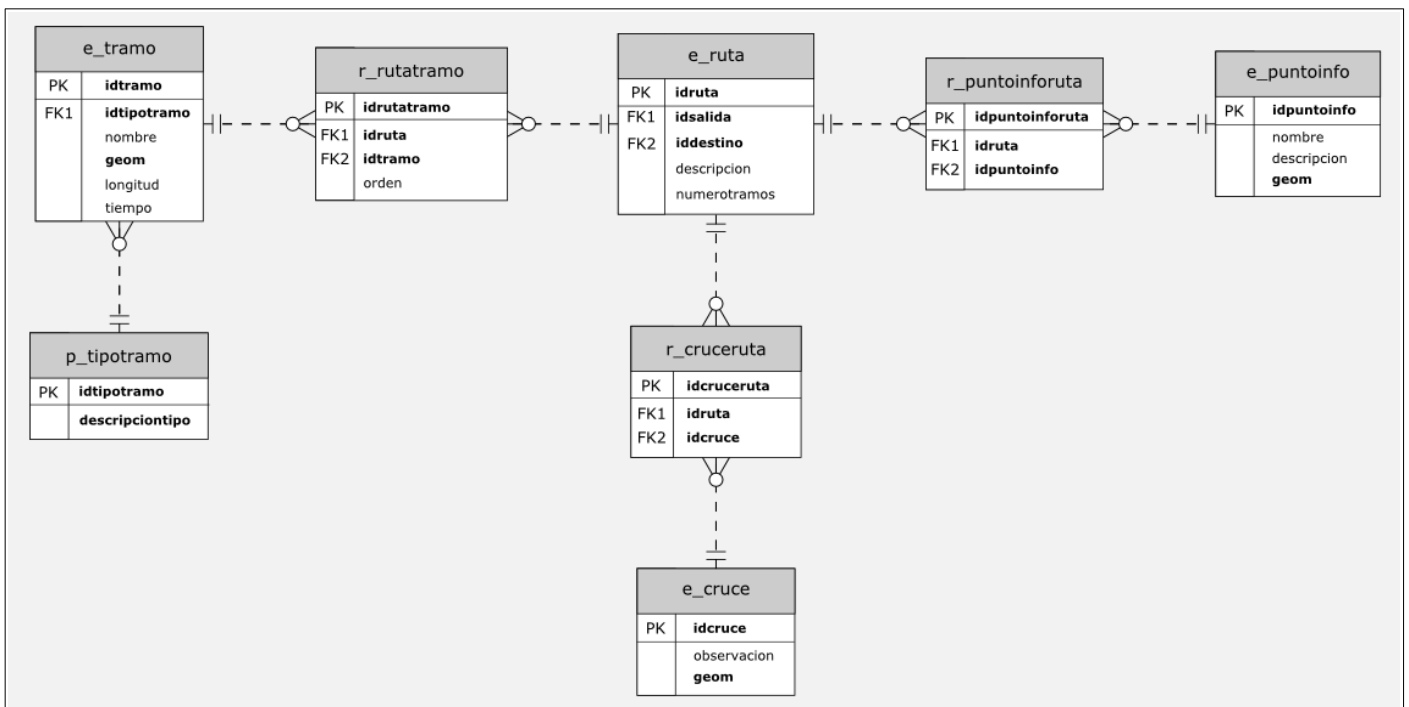 e_tramo
PK idtramo
FK1 idtipotramo
nombre
geom
longitud
tiempo
r_rutatramo
PK idrutatramo
FK1 idruta
FK2 idtramo
orden
e_ruta
PK idruta
FK1 idsalida
FK2 iddestino
descripcion
numerotramos
r_puntoinforuta
PK idpuntoinforuta
FK1 idruta
FK2 idpuntoinfo
e_puntoinfo
PK idpuntoinfo
nombre
descripcion
geom
p_tipotramo
PK idtipotramo
descripciontipo
r_cruceruta
PK idcruceruta
FK1 idruta
FK2 idcruce
e_cruce
PK idcruce
observacion
geom